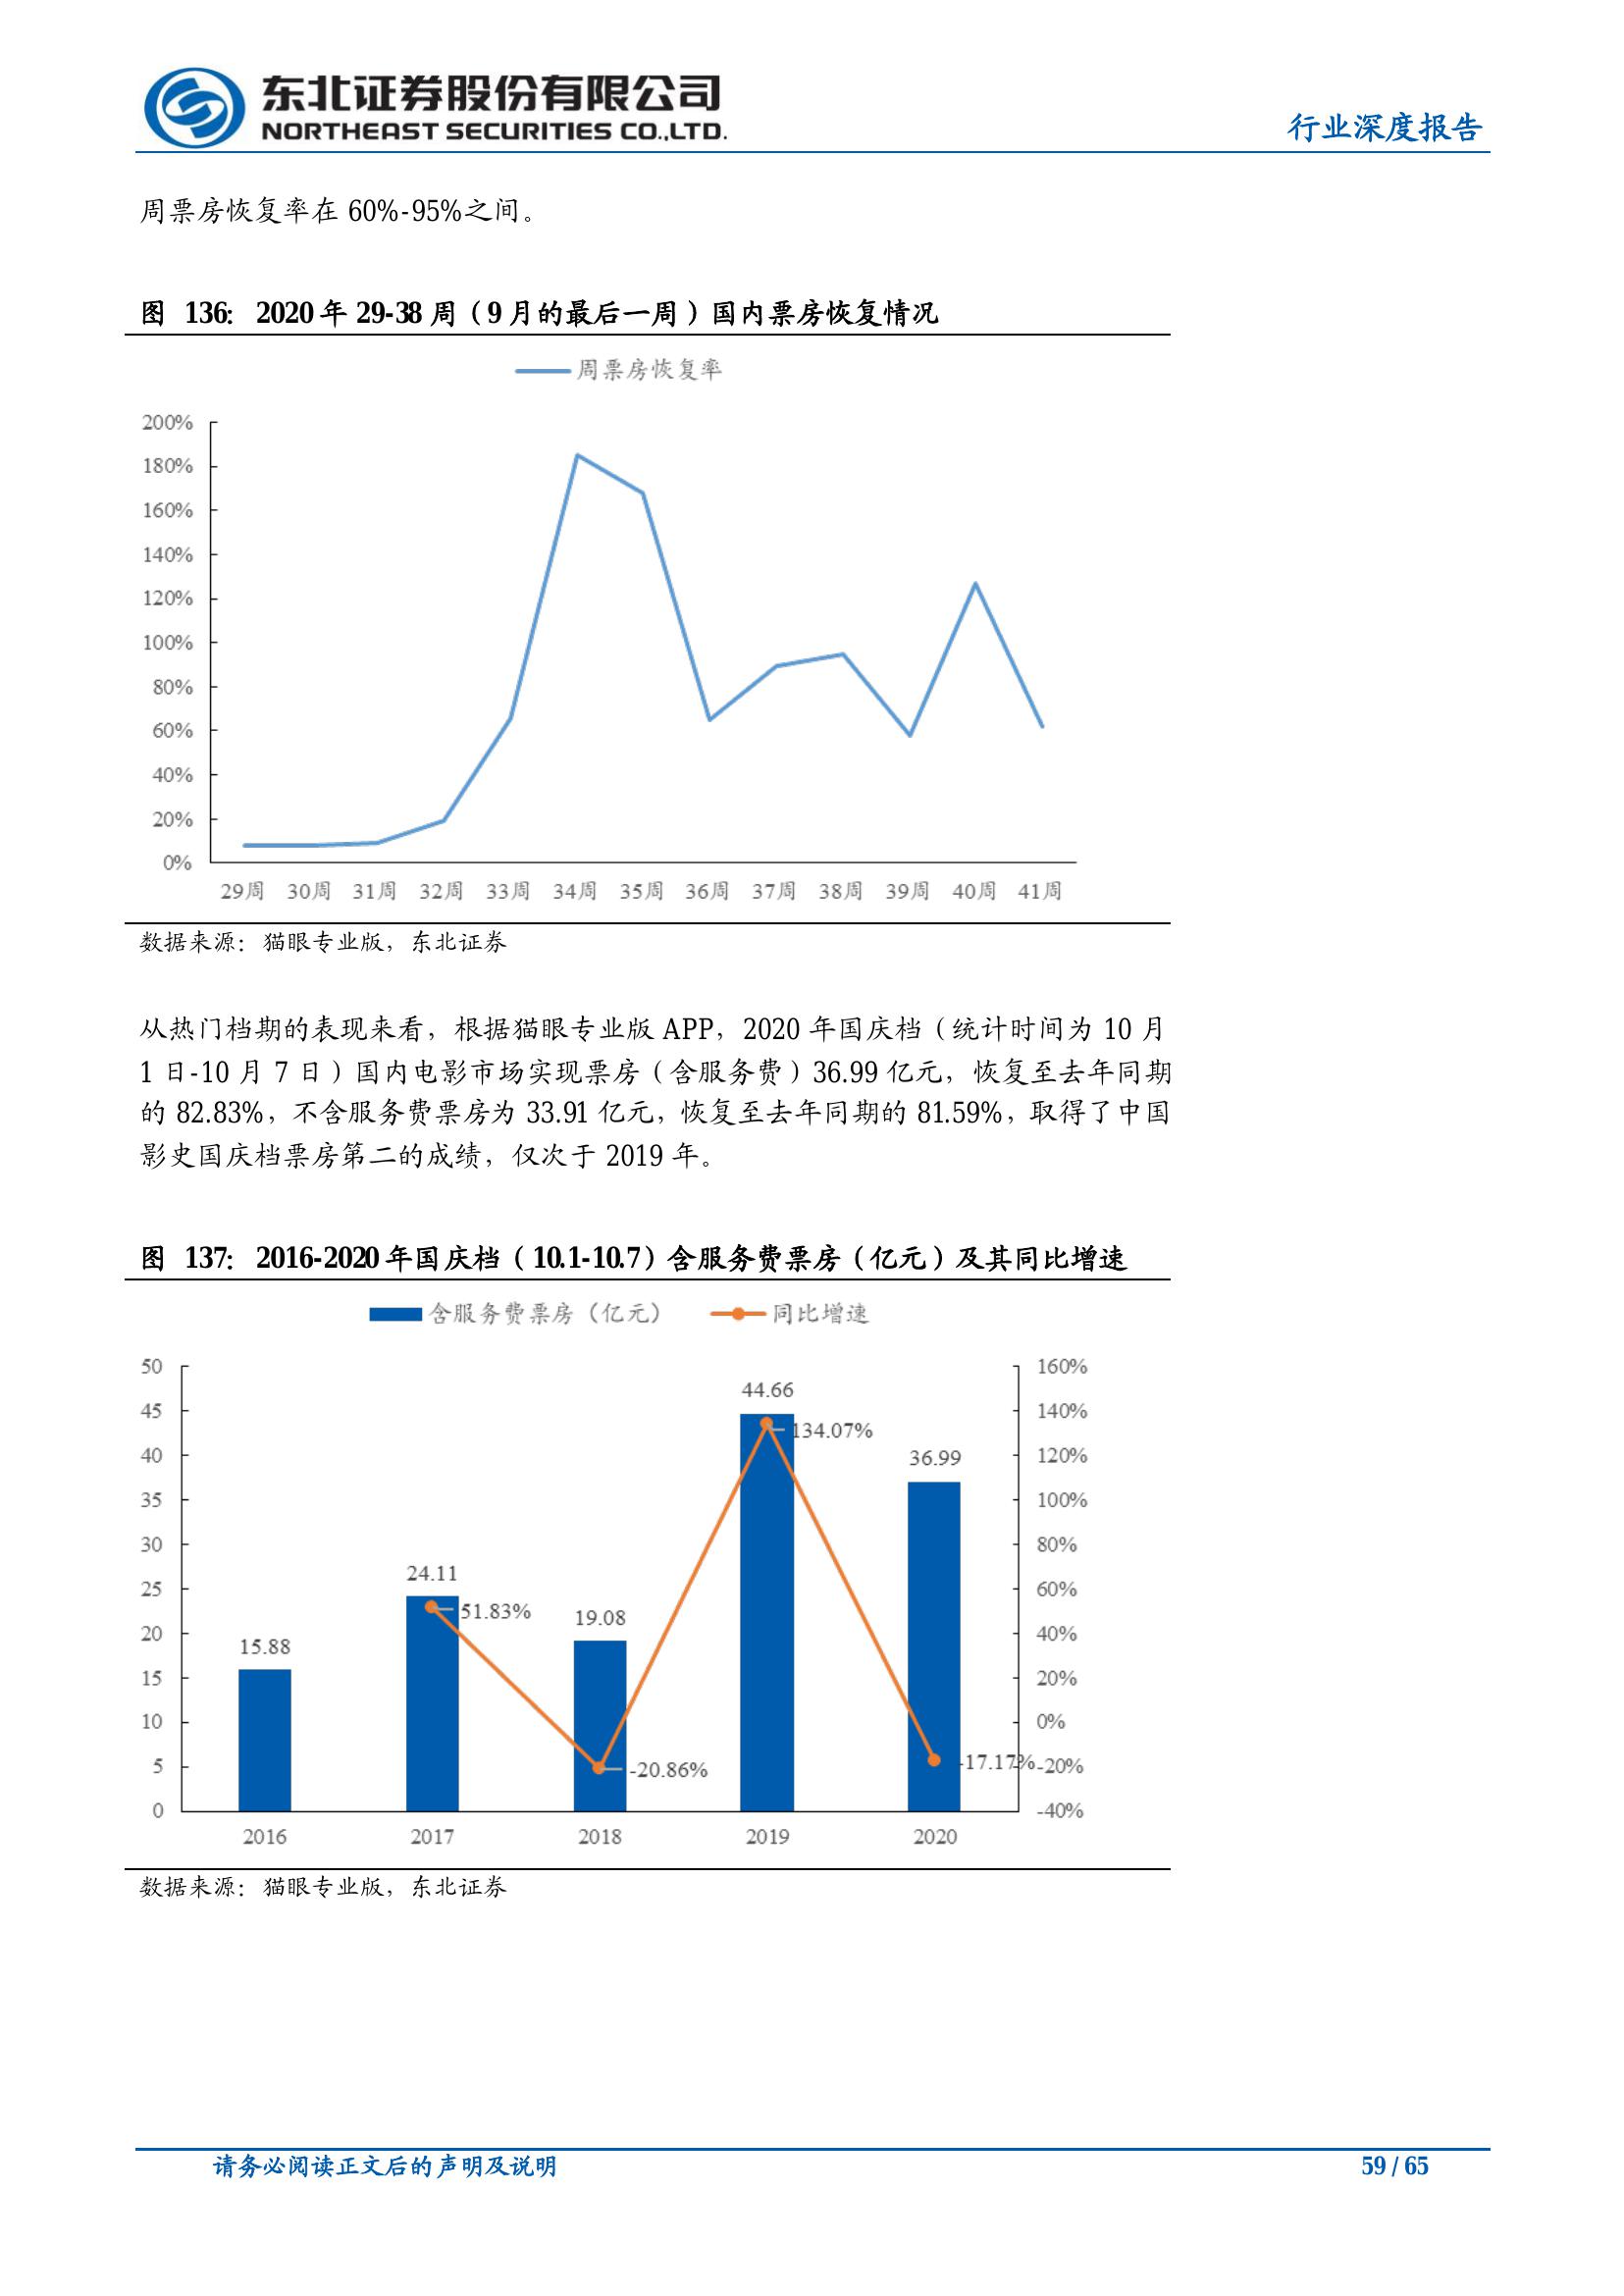 东北证券股份有限公司
NORTHEAST SECURITIES CO.,LTD.
行业深度报告
周票房恢复率在 60%-95%之间。
图 136： 2020 年 29-38 周（9 月的最后一周）国内票房恢复情况
周票房恢复率
200%
180%
160%
140%
120%
100%
80%
60%
40%
20%
0%
29周 30周 31周 32周 33周 34周 35周 36周 37周 38周 39周 40周 41周
数据来源：猫眼专业版，东北证券
从热门档期的表现来看，根据猫眼专业版 APP，2020 年国庆档（统计时间为 10 月
1 日-10 月 7 日）国内电影市场实现票房（含服务费）36.99 亿元，恢复至去年同期
的 82.83%，不含服务费票房为 33.91 亿元，恢复至去年同期的 81.59%，取得了中国
影史国庆档票房第二的成绩，仅次于 2019 年。
图 137： 2016-2020 年国庆档（10.1-10.7）含服务费票房（亿元）及其同比增速
含服务费票房（亿元） 同比增速
50 160%
44.66
45 140%
134.07%
40 120%
36.99
35 100%
30 80%
24.11
25 60%
51.83%
19.08
20 40%
15.88
15 20%
10 0%
-20.86% -17.17%
5 -20%
0 -40%
2016 2017 2018 2019 2020
数据来源：猫眼专业版，东北证券
请务必阅读正文后的声明及说明 59 / 65